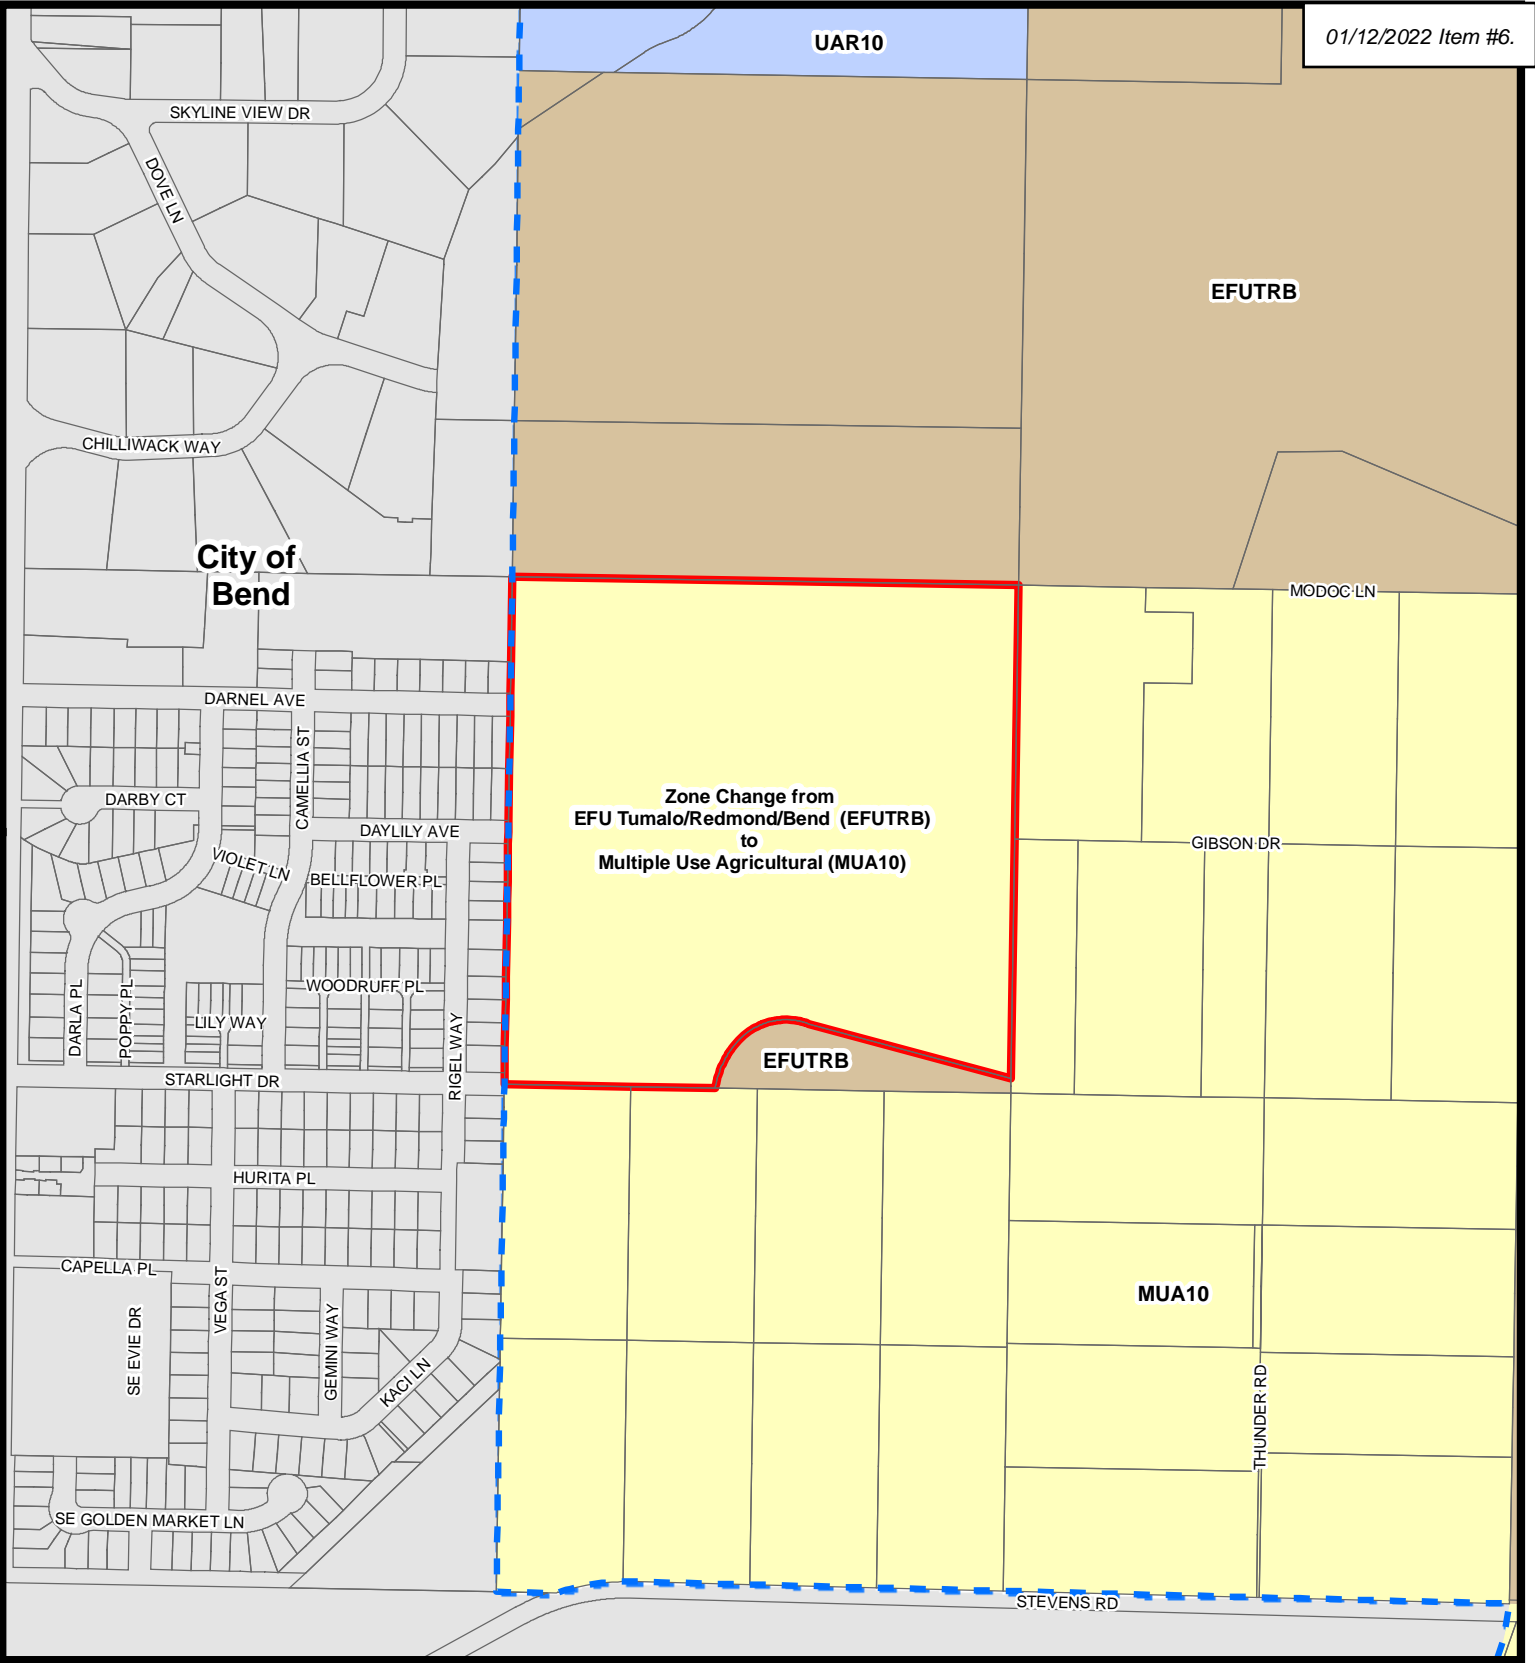 01/12/2022 Item #6.
UAR10
SKYLINE VIEW DR
DOVE LN
EFUTRB
CHILLIWACK WAY
City of
Bend
MODOC LN
DARNEL AVE
CAMELLIA ST
Zone Change from
EFU Tumalo/Redmond/Bend (EFUTRB)
to
Multiple Use Agricultural (MUA10)
DARBY CT
DAYLILY AVE
GIBSON DR
VIOLET LN
BELLFLOWER PL
WOODRUFF PL
DARLA PL
POPPY PL
LILY WAY
RIGEL WAY
EFUTRB
STARLIGHT DR
HURITA PL
CAPELLA PL
VEGA ST
MUA10
SE EVIE DR
GEMINI WAY
KACI LN
THUNDER RD
SE GOLDEN MARKET LN
STEVENS RD